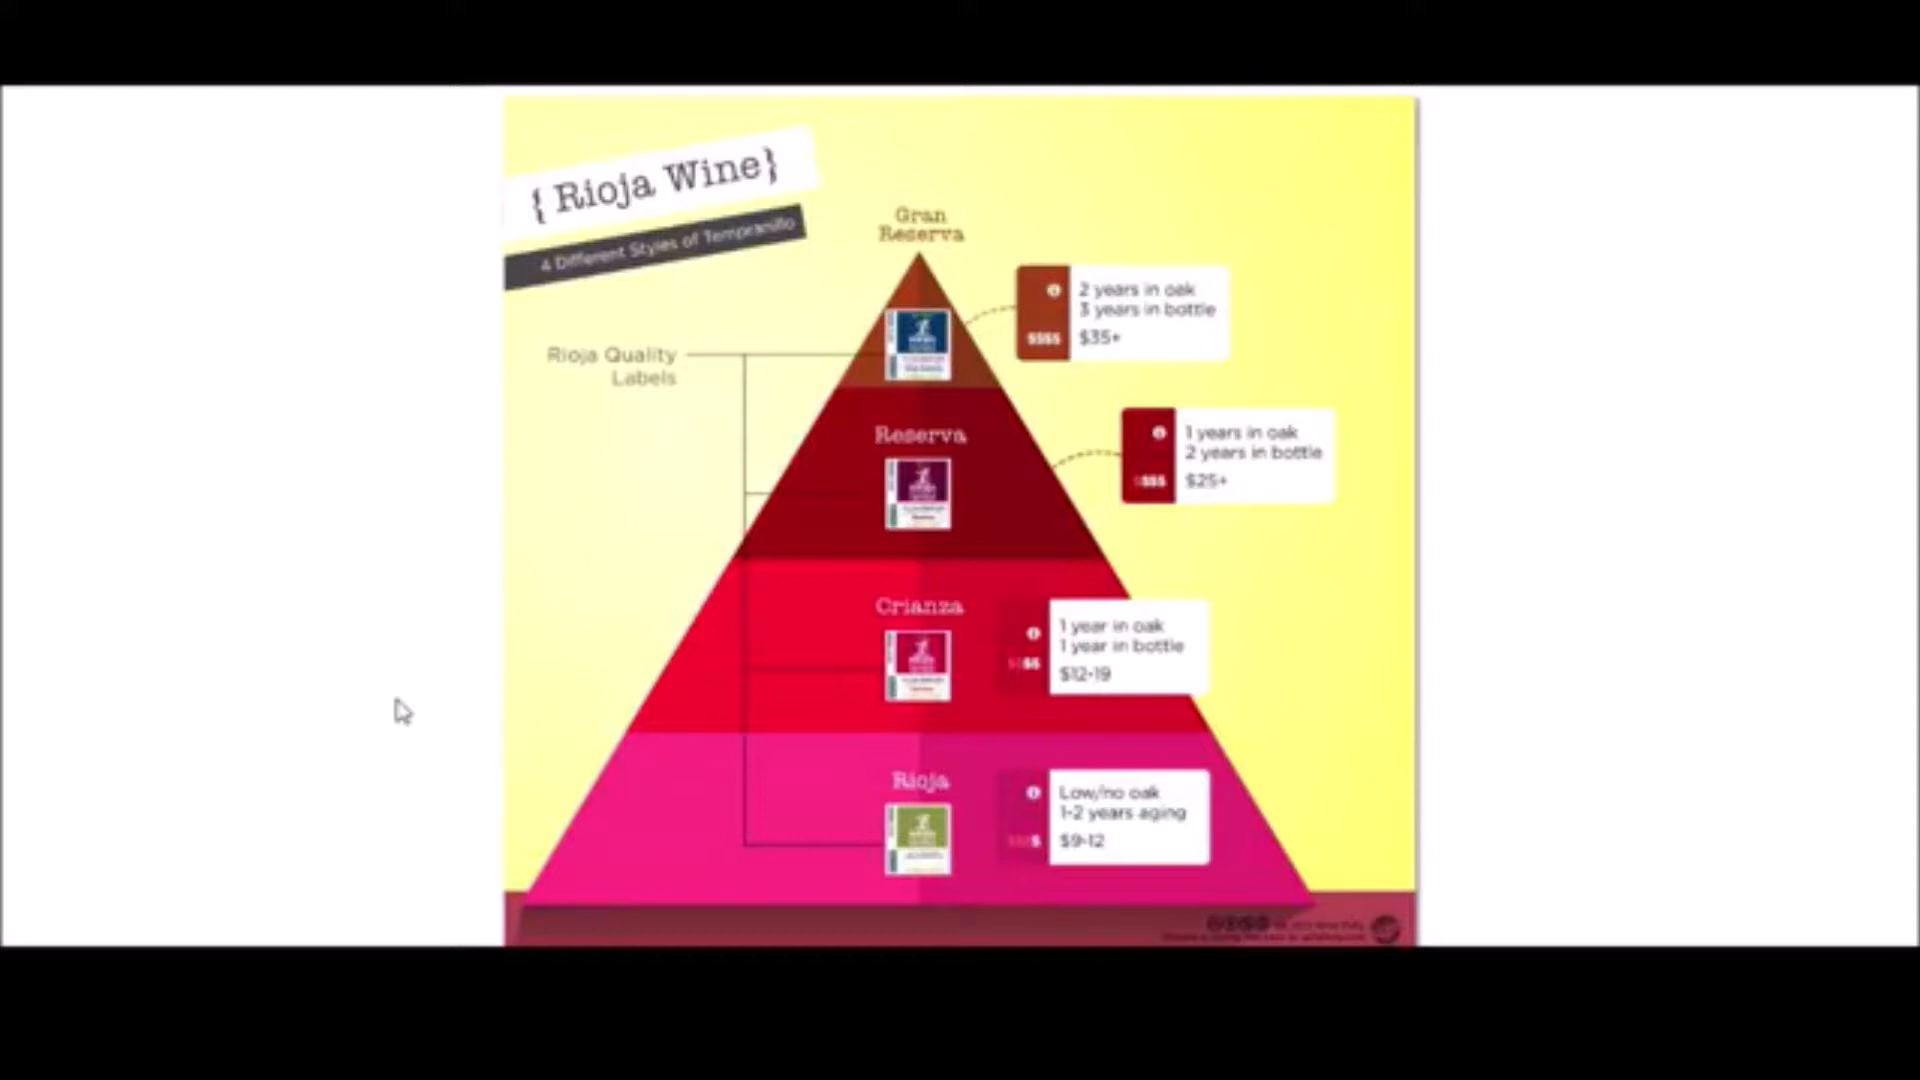 { Rioja Wine}
4 Different Styles of Tempranillo
Gran
Reserva
2 years in oak
3 years in bottle
$$$$ $35+
Rioja Quality
Labels
Reserva
1 years in oak
2 years in bottle
$$$$ $25+
Crianza
1 year in oak
1 year in bottle
$$$$ $12-19
Rioja
Low/no oak
1-2 years aging
$$$$ $9-12